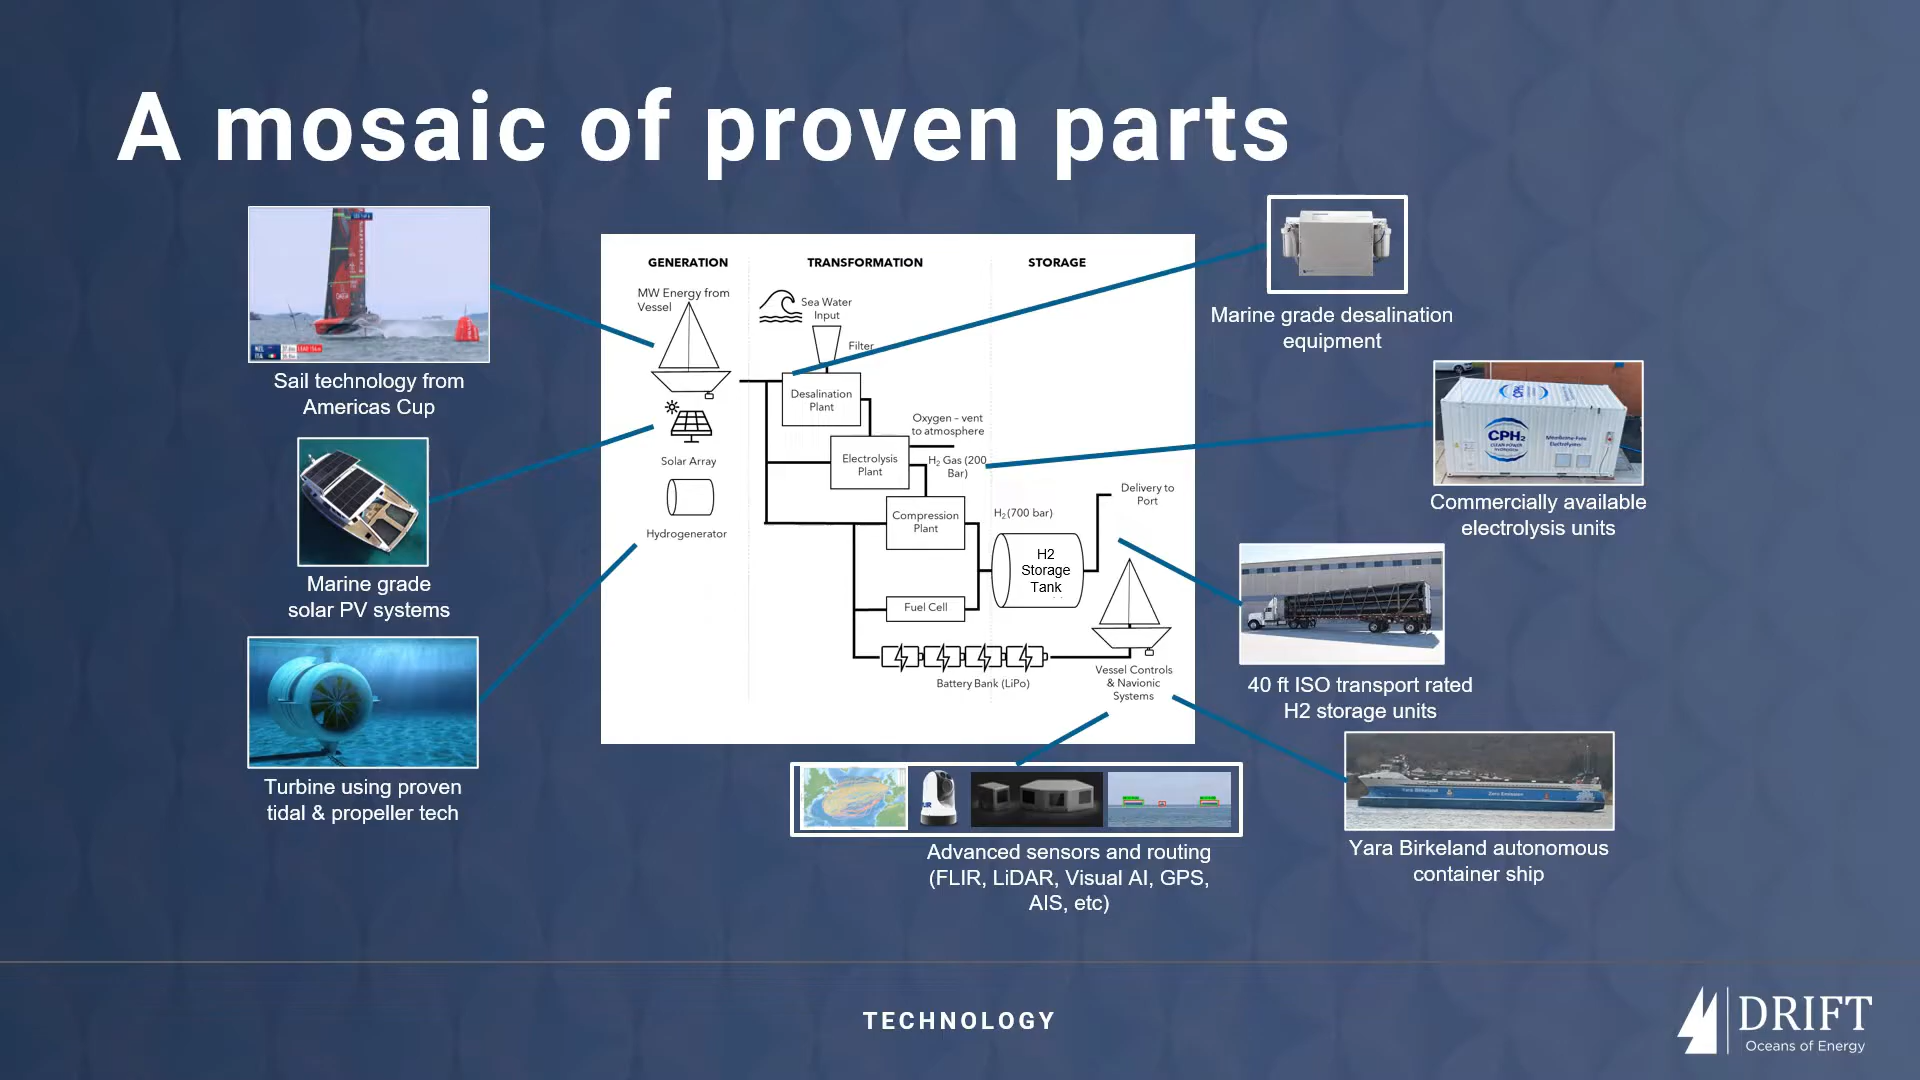 A mosaic of proven parts
Sail technology from
Americas Cup
Marine grade
solar PV systems
Turbine using proven
tidal & propeller tech
GENERATION
MW Energy from
Vessel
Solar Array
Hydrogenerator
TRANSFORMATION
Sea Water
Input
Filter
Desalination
Plant
Oxygen – vent
to atmosphere
Electrolysis
Plant
H2 Gas (200
Bar)
Compression
Plant
Fuel Cell
Battery Bank (LiPo)
STORAGE
H2(700 bar)
H2
Storage
Tank
Delivery to
Port
Vessel Controls
& Navionic
Systems
Marine grade desalination
equipment
CPH2
Commercially available
electrolysis units
40 ft ISO transport rated
H2 storage units
Yara Birkeland
Zero Emission
Yara Birkeland autonomous
container ship
Advanced sensors and routing
(FLIR, LiDAR, Visual AI, GPS,
AIS, etc)
TECHNOLOGY
DRIFT
Oceans of Energy